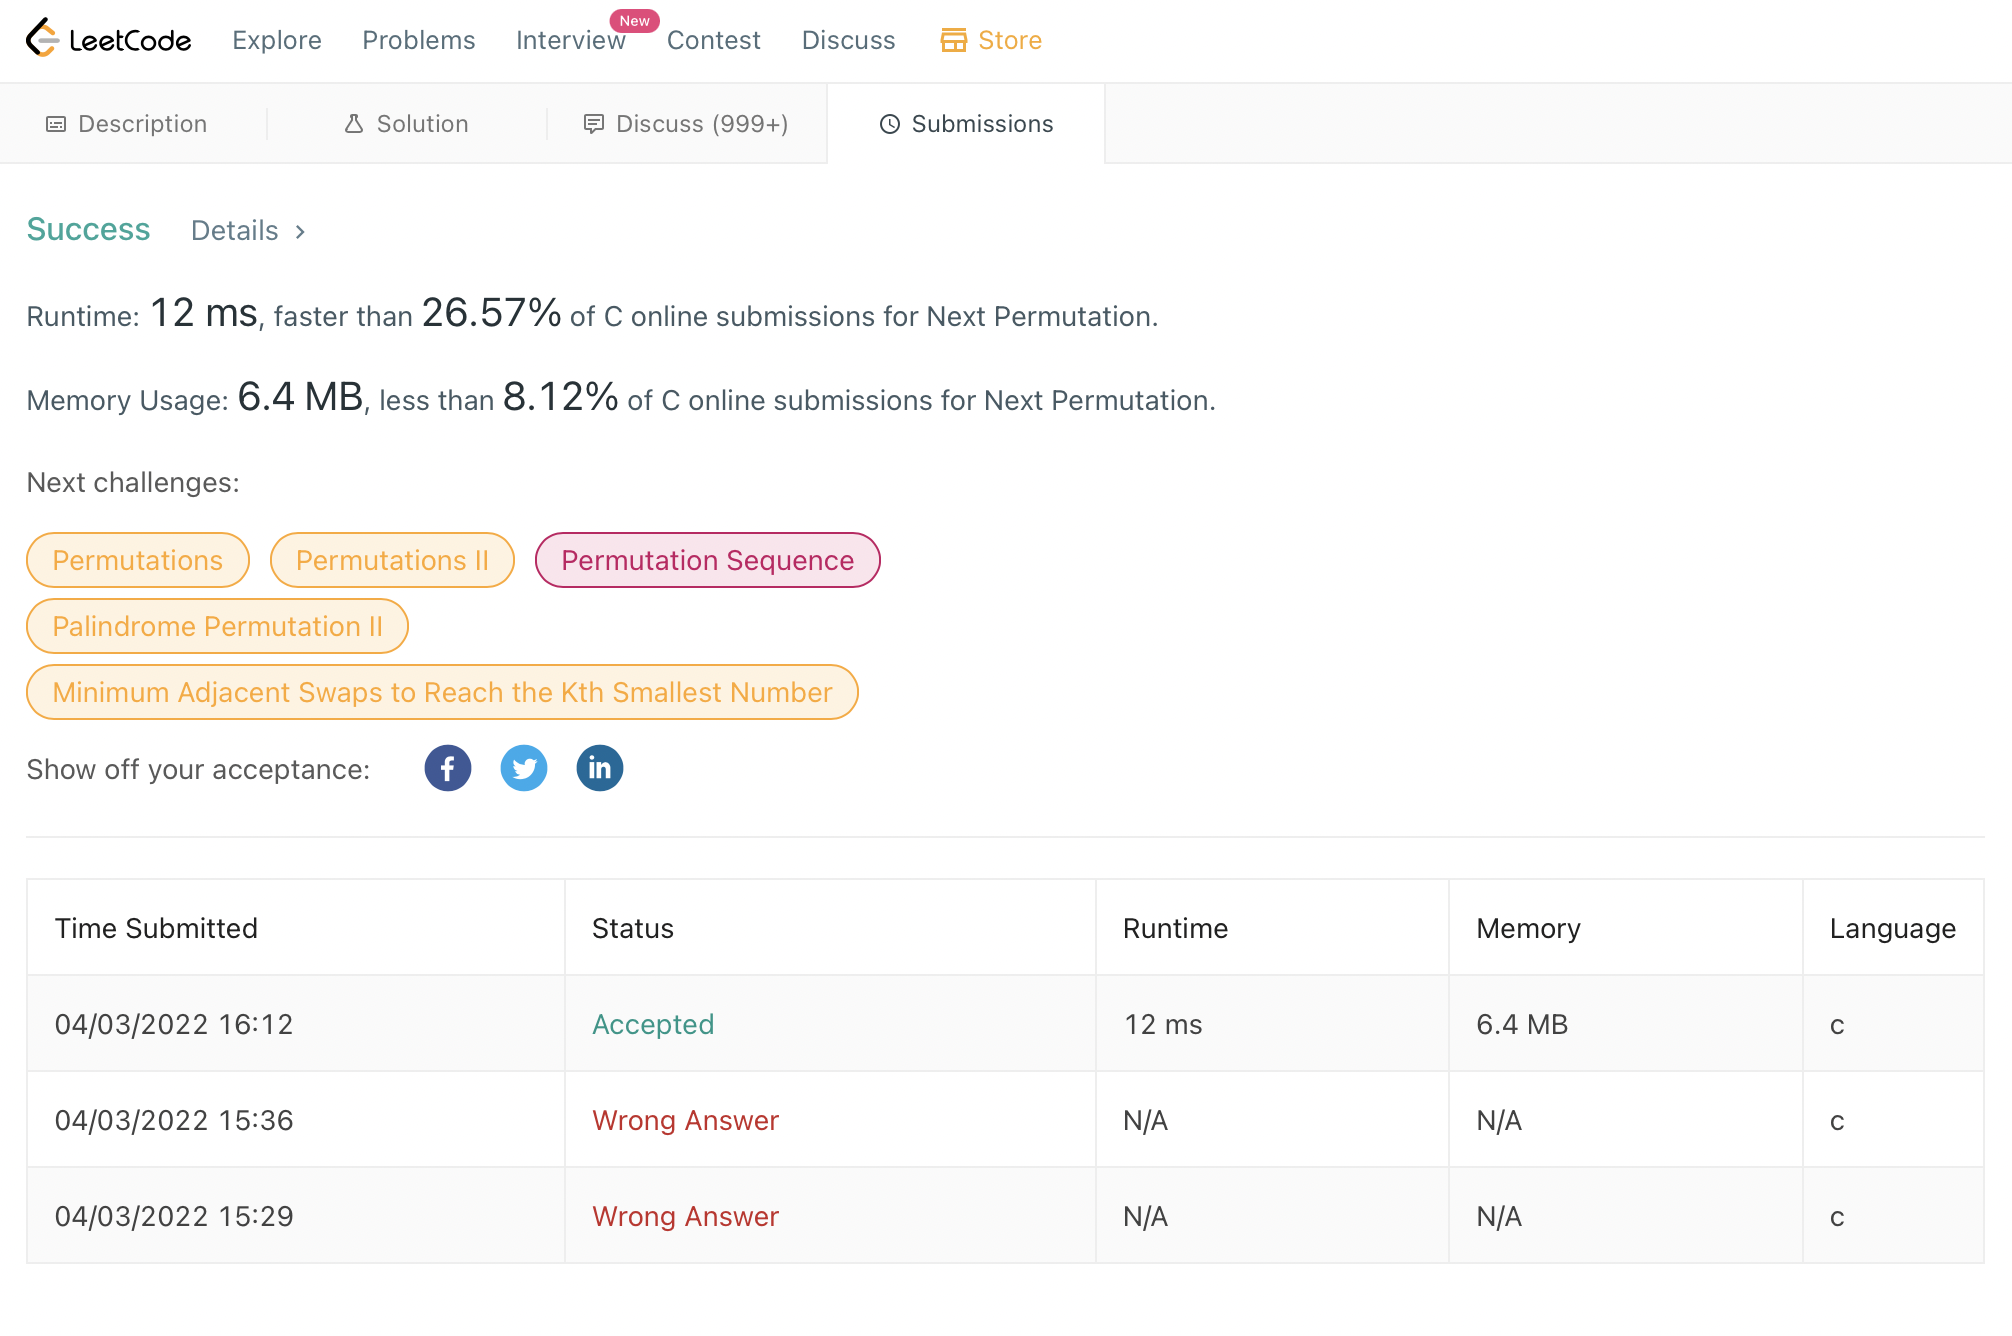 LeetCode Explore Problems Interview New Contest Discuss Store
Description Solution Discuss (999+) Submissions
Success Details >
Runtime: 12 ms, faster than 26.57% of C online submissions for Next Permutation.
Memory Usage: 6.4 MB, less than 8.12% of C online submissions for Next Permutation.
Next challenges:
Permutations Permutations II Permutation Sequence
Palindrome Permutation II
Minimum Adjacent Swaps to Reach the Kth Smallest Number
Show off your acceptance: f in
Time Submitted Status Runtime Memory Language
04/03/2022 16:12 Accepted 12 ms 6.4 MB c
04/03/2022 15:36 Wrong Answer N/A N/A c
04/03/2022 15:29 Wrong Answer N/A N/A c